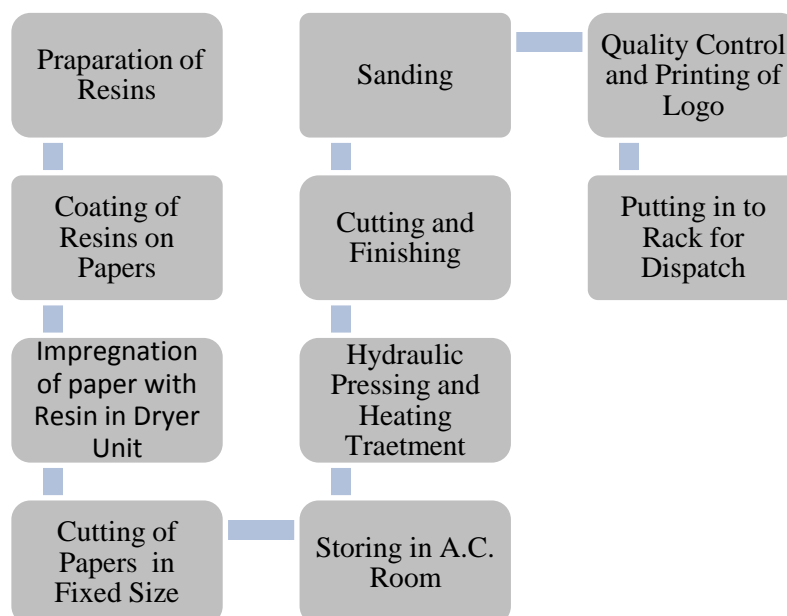 Praparation of
Resins
Coating of
Resins on
Papers
Impregnation
of paper with
Resin in Dryer
Unit
Cutting of
Papers in
Fixed Size
Storing in A.C.
Room
Hydraulic
Pressing and
Heating
Traetment
Cutting and
Finishing
Sanding
Quality Control
and Printing of
Logo
Putting in to
Rack for
Dispatch